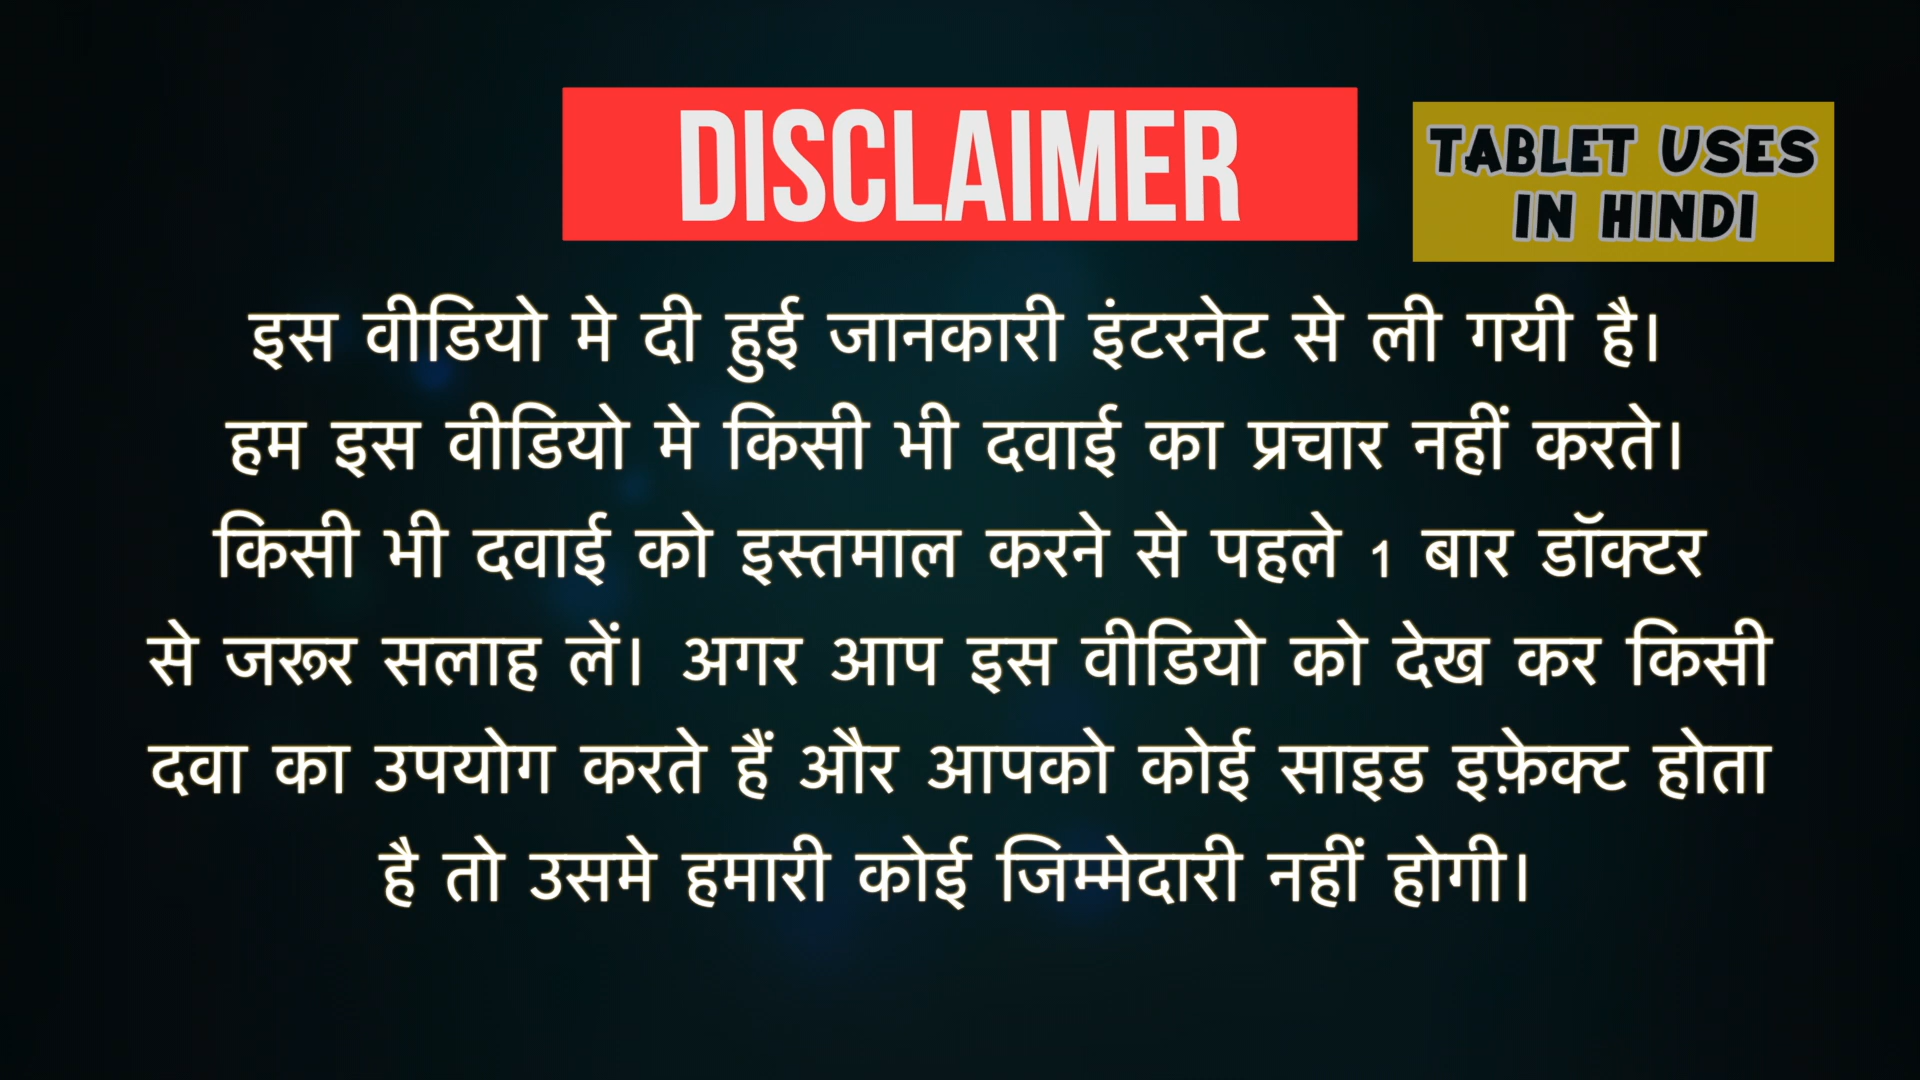 DISCLAIMER
TABLET USES
IN HINDI
इस वीडियो मे दी हुई जानकारी इंटरनेट से ली गयी है।
हम इस वीडियो मे किसी भी दवाई का प्रचार नहीं करते।
किसी भी दवाई को इस्तमाल करने से पहले 1 बार डॉक्टर
से जरूर सलाह लें। अगर आप इस वीडियो को देख कर किसी
दवा का उपयोग करते हैं और आपको कोई साइड इफ़ेक्ट होता
है तो उसमे हमारी कोई जिम्मेदारी नहीं होगी।